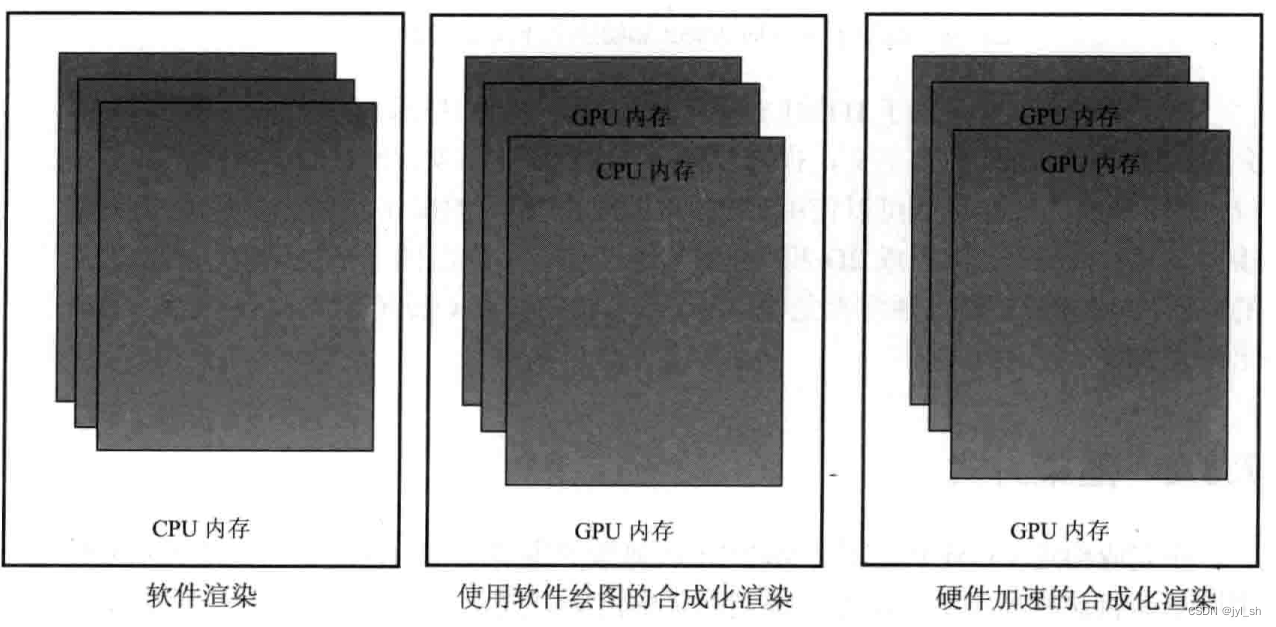 GPU 内存
CPU 内存
GPU 内存
GPU 内存
CPU 内存
GPU 内存
GPU 内存
软件渲染
使用软件绘图的合成化渲染
硬件加速的合成化渲染
CSDN @jyl_sh